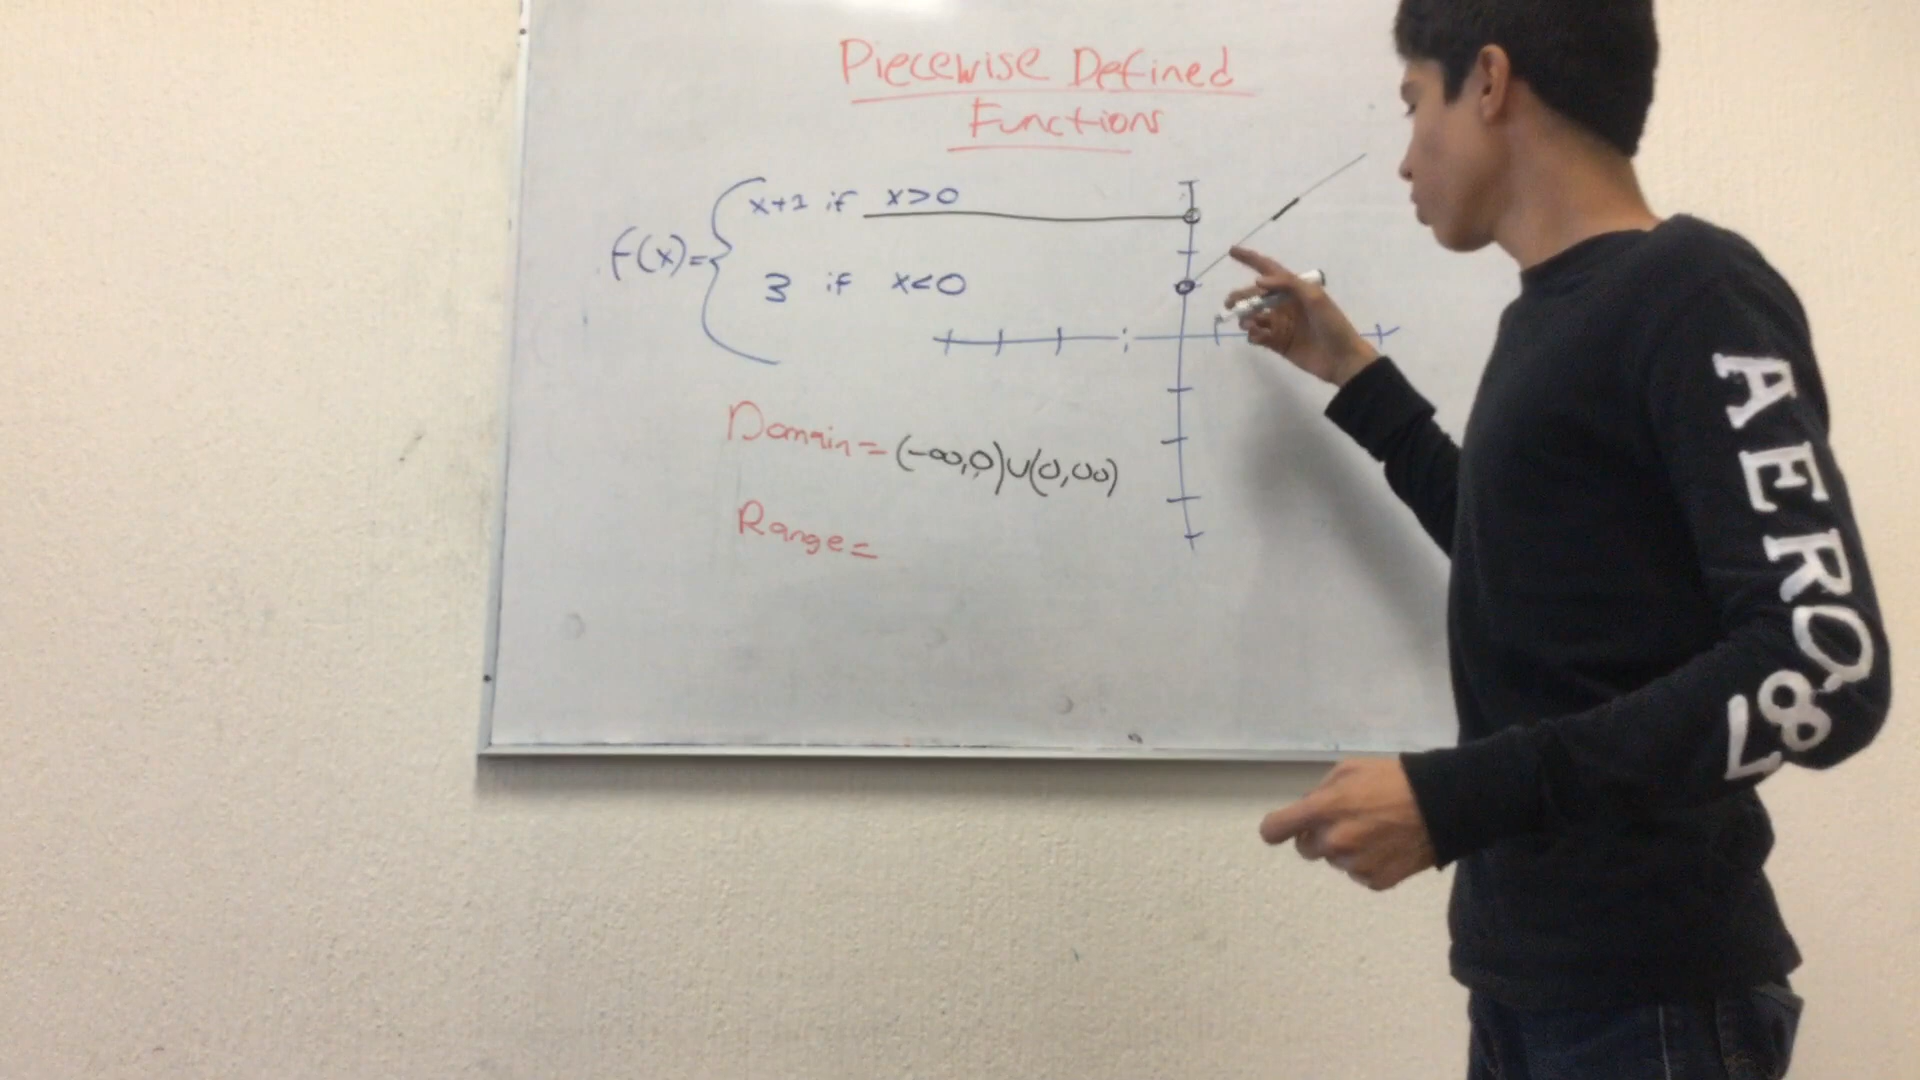 Piecewise Defined
Functions
f(x)=
x+1 if x>0
3 if x<0
Domain = (-∞,0)∪(0,∞)
Range=
AERO
87